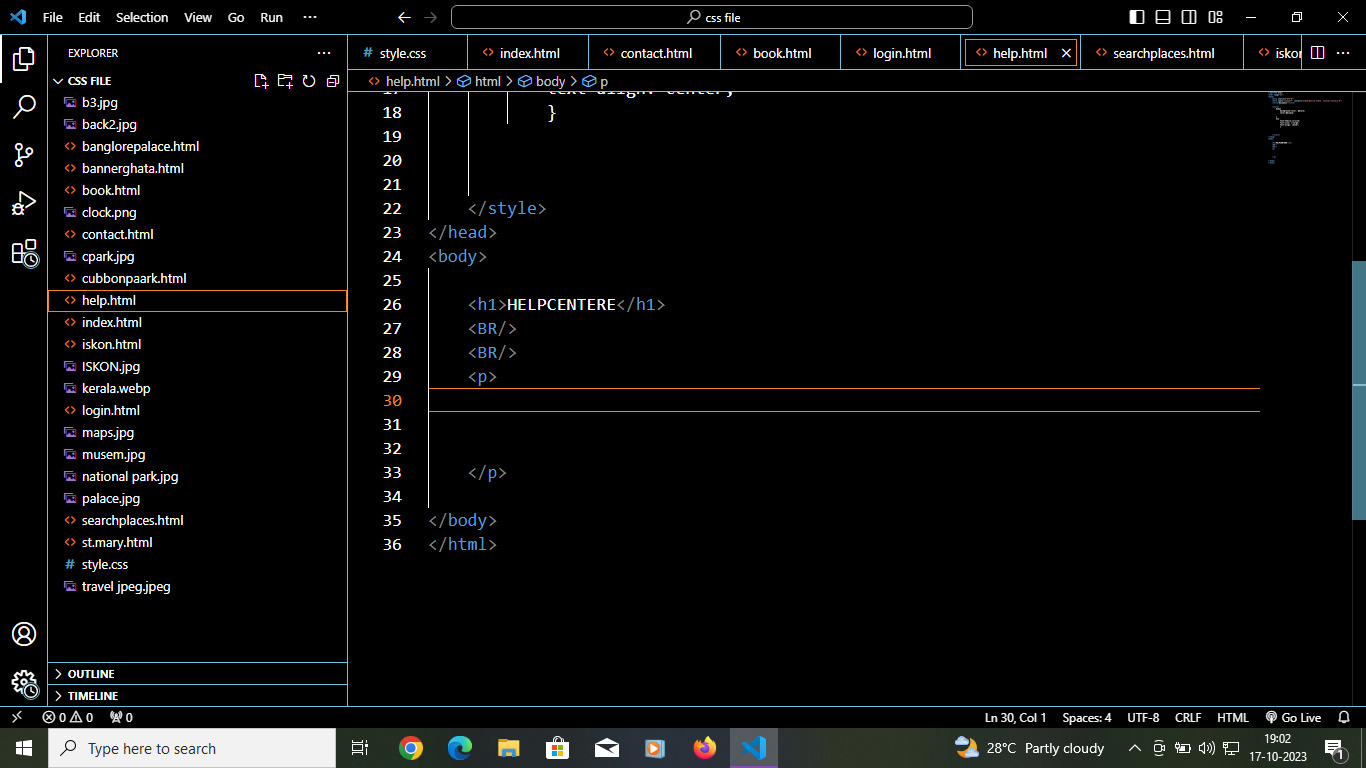 File Edit Selection View Go Run ··· css file
EXPLORER ···
style.css index.html contact.html book.html login.html help.html searchplaces.html ···
CSS FILE
help.html > html > body > p
b3.jpg
back2.jpg
banglorepalace.html
bannerghata.html
book.html
clock.png
contact.html
cpark.jpg
cubbonpaark.html
help.html
index.html
iskon.html
ISKON.jpg
kerala.webp
login.html
maps.jpg
musem.jpg
national park.jpg
palace.jpg
searchplaces.html
st.mary.html
style.css
travel jpeg.jpeg
OUTLINE
TIMELINE
18 }
19
20
21
22 </style>
23 </head>
24 <body>
25
26 <h1>HELPCENTERE</h1>
27 <BR/>
28 <BR/>
29 <p>
30
31
32
33 </p>
34
35 </body>
36 </html>
0 0 0 Ln 30, Col 1 Spaces: 4 UTF-8 CRLF HTML Go Live
Type here to search 28°C Partly cloudy 19:02
17-10-2023 1